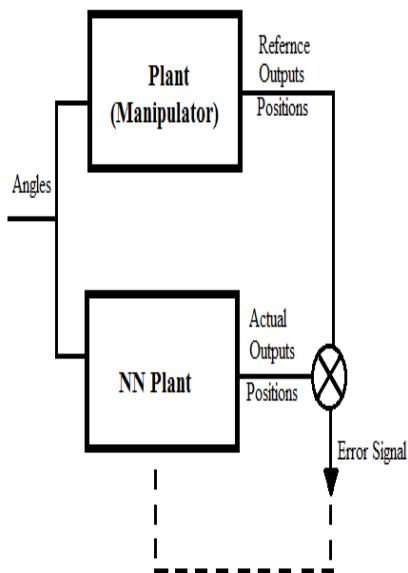 Plant
(Manipulator)
Refernce
Outputs
Positions
Angles
NN Plant
Actual
Outputs
Positions
Error Signal